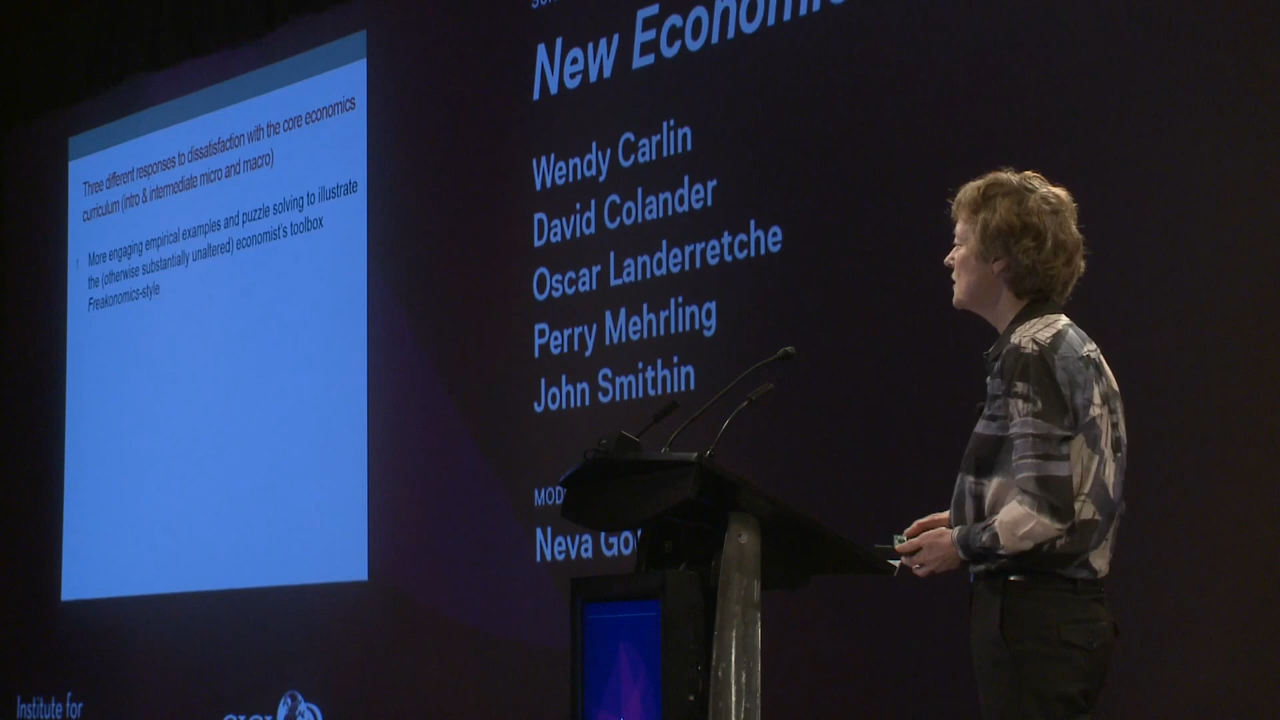 Three different responses to dissatisfaction with the core economics
curriculum (intro & intermediate micro and macro)
More engaging empirical examples and puzzle solving to illustrate
the (otherwise substantially unaltered) economist's toolbox
Freakonomics-style
New
Wendy Carlin
David Colander
Oscar Landerretche
Perry Mehrling
John Smithin
Neva
Institute for
CIGI